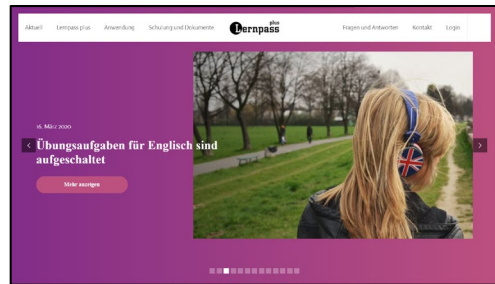 Aktuell Lernpass plus Anwendung Schulung und Dokumente Lernpass plus Fragen und Antworten Kontakt Login
16. März 2020
Übungsaufgaben für Englisch sind
aufgeschaltet
Mehr anzeigen